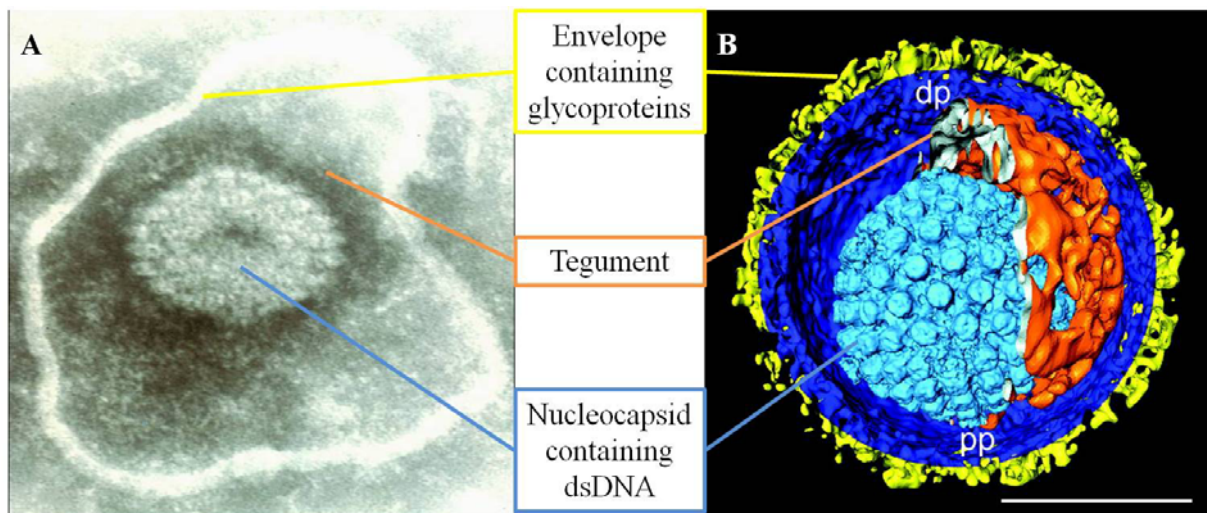 A
Envelope
containing
glycoproteins
Tegument
Nucleocapsid
containing
dsDNA
B
dp
pp